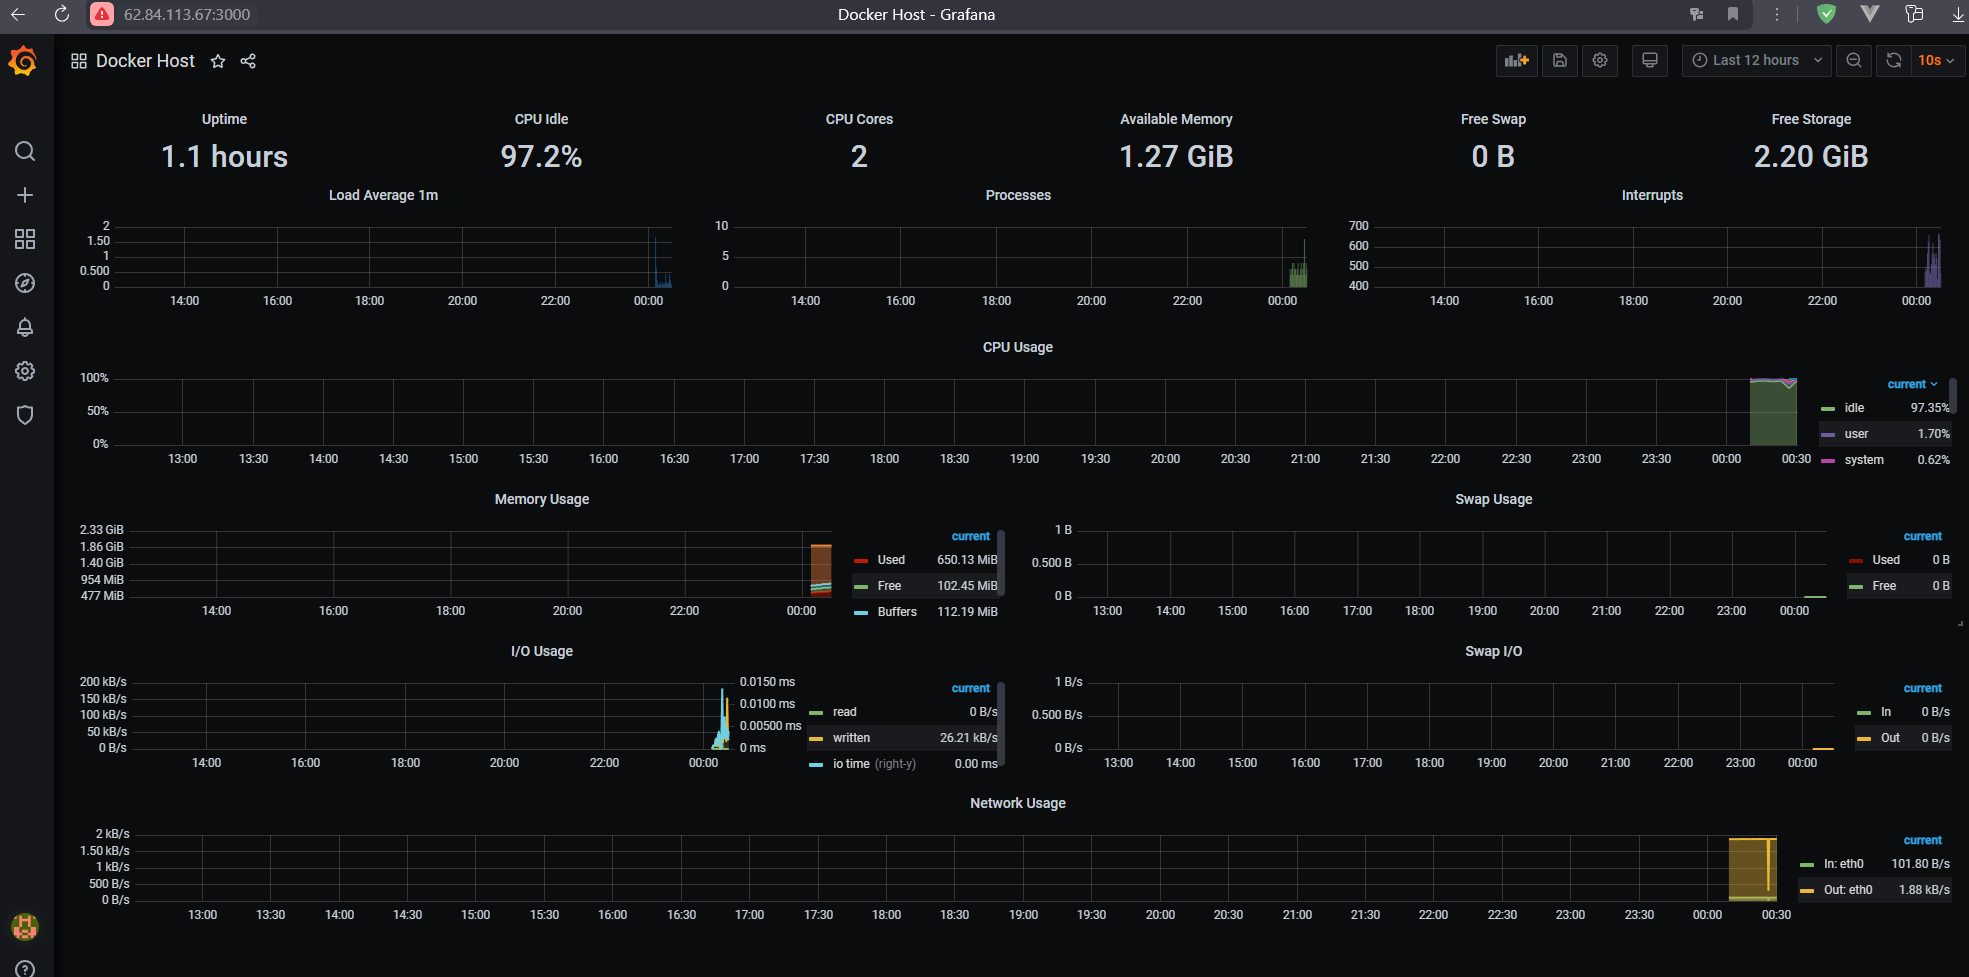 62.84.113.67:3000
Docker Host - Grafana
Docker Host
Last 12 hours
10s
Uptime
CPU Idle
CPU Cores
Available Memory
Free Swap
Free Storage
1.1 hours
97.2%
2
1.27 GiB
0 B
2.20 GiB
Load Average 1m
2
1.50
1
0.500
0
14:00 16:00 18:00 20:00 22:00 00:00
Processes
10
5
0
14:00 16:00 18:00 20:00 22:00 00:00
Interrupts
700
600
500
400
14:00 16:00 18:00 20:00 22:00 00:00
CPU Usage
100%
50%
0%
13:00 13:30 14:00 14:30 15:00 15:30 16:00 16:30 17:00 17:30 18:00 18:30 19:00 19:30 20:00 20:30 21:00 21:30 22:00 22:30 23:00 23:30 00:00 00:30
current
idle 97.35%
user 1.70%
system 0.62%
Memory Usage
2.33 GiB
1.86 GiB
1.40 GiB
954 MiB
477 MiB
14:00 16:00 18:00 20:00 22:00 00:00
current
Used 650.13 MiB
Free 102.45 MiB
Buffers 112.19 MiB
Swap Usage
1 B
0.500 B
0 B
13:00 14:00 15:00 16:00 17:00 18:00 19:00 20:00 21:00 22:00 23:00 00:00
current
Used 0 B
Free 0 B
I/O Usage
200 kB/s
150 kB/s
100 kB/s
50 kB/s
0 B/s
0.0150 ms
0.0100 ms
0.00500 ms
0 ms
14:00 16:00 18:00 20:00 22:00 00:00
current
read 0 B/s
written 26.21 kB/s
io time (right-y) 0.00 ms
Swap I/O
1 B/s
0.500 B/s
0 B/s
13:00 14:00 15:00 16:00 17:00 18:00 19:00 20:00 21:00 22:00 23:00 00:00
current
In 0 B/s
Out 0 B/s
Network Usage
2 kB/s
1.50 kB/s
1 kB/s
500 B/s
0 B/s
13:00 13:30 14:00 14:30 15:00 15:30 16:00 16:30 17:00 17:30 18:00 18:30 19:00 19:30 20:00 20:30 21:00 21:30 22:00 22:30 23:00 23:30 00:00 00:30
current
In: eth0 101.80 B/s
Out: eth0 1.88 kB/s